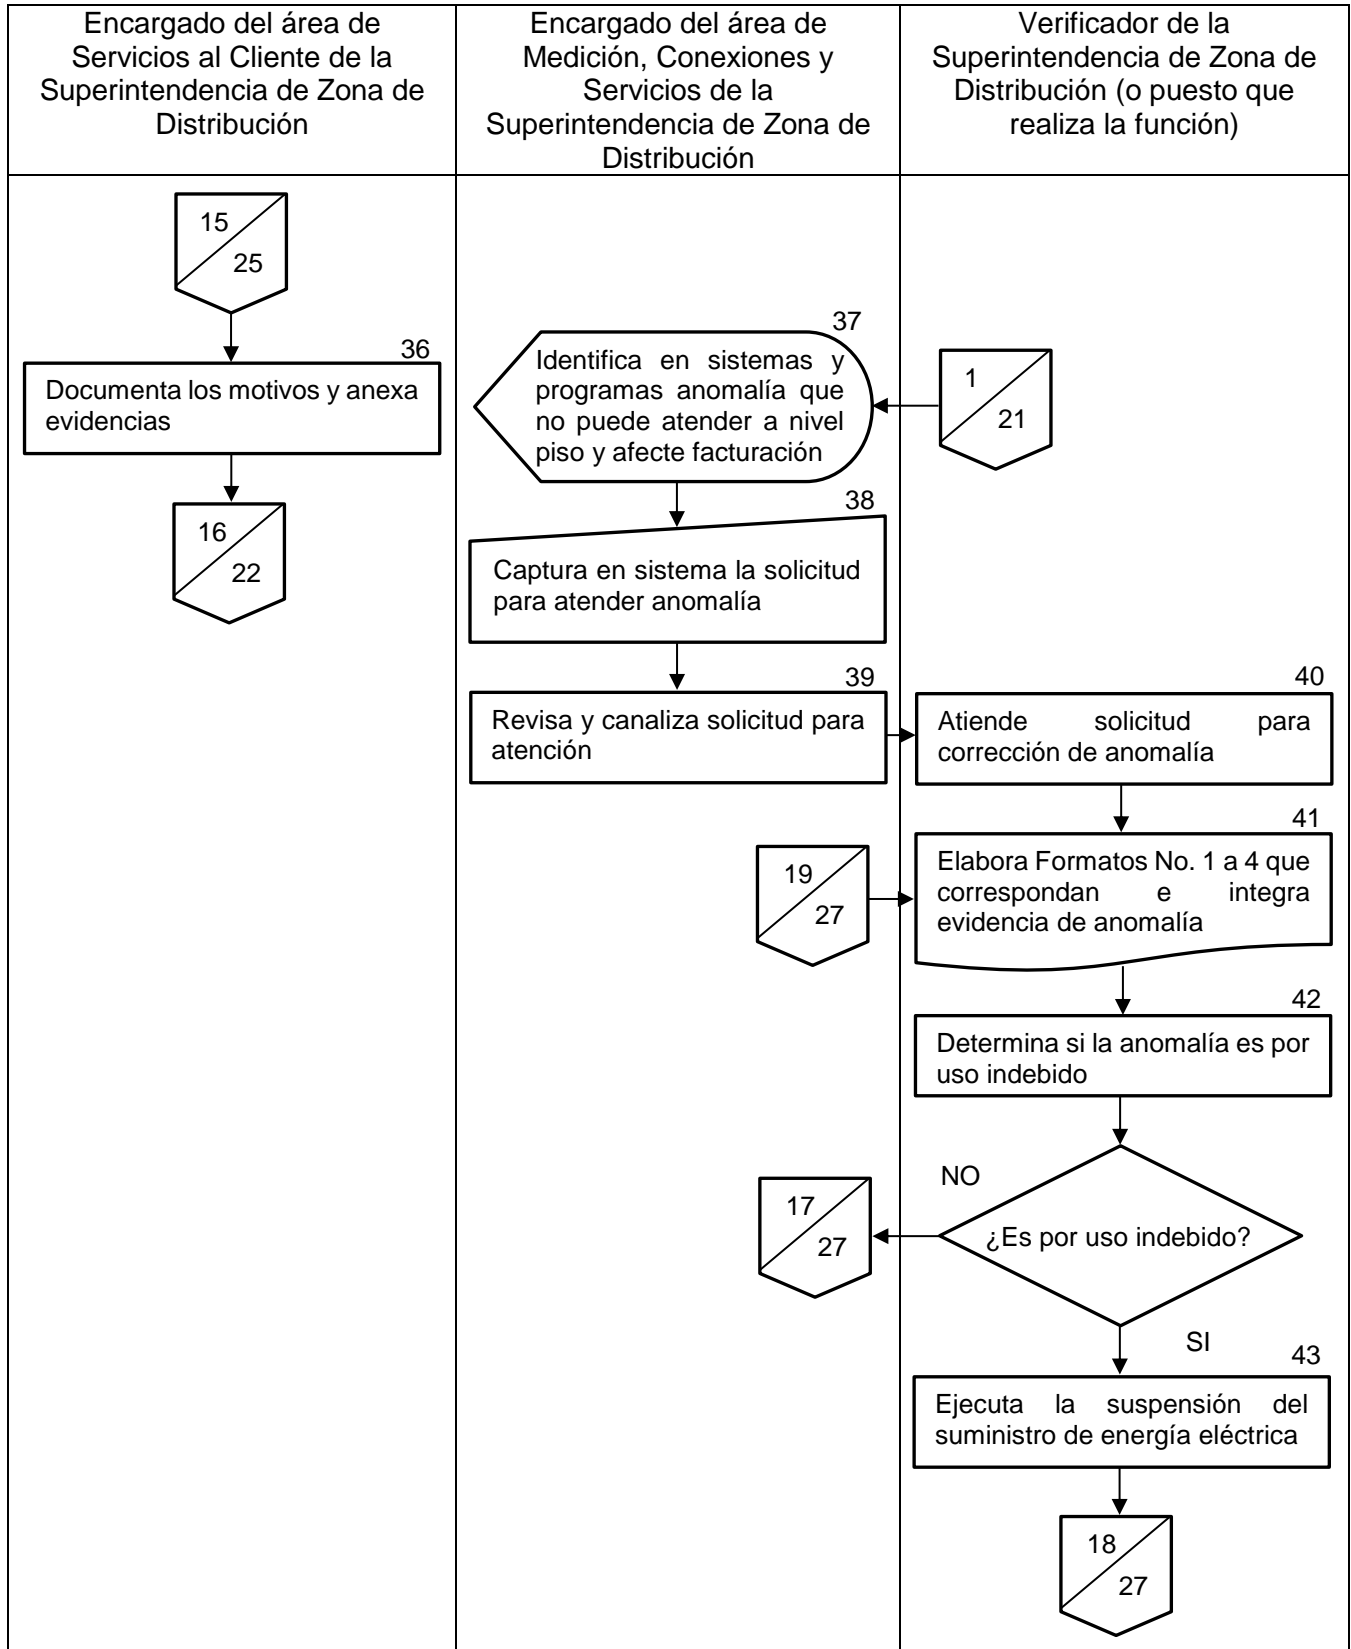 Encargado del área de
Servicios al Cliente de la
Superintendencia de Zona de
Distribución
Encargado del área de
Medición, Conexiones y
Servicios de la
Superintendencia de Zona de
Distribución
Verificador de la
Superintendencia de Zona de
Distribución (o puesto que
realiza la función)
15
25
36
Documenta los motivos y anexa
evidencias
16
22
37
Identifica en sistemas y
programas anomalía que
no puede atender a nivel
piso y afecte facturación
1
21
38
Captura en sistema la solicitud
para atender anomalía
39
Revisa y canaliza solicitud para
atención
40
Atiende solicitud para
corrección de anomalía
41
Elabora Formatos No. 1 a 4 que
correspondan e integra
evidencia de anomalía
19
27
42
Determina si la anomalía es por
uso indebido
NO
¿Es por uso indebido?
17
27
SI
43
Ejecuta la suspensión del
suministro de energía eléctrica
18
27